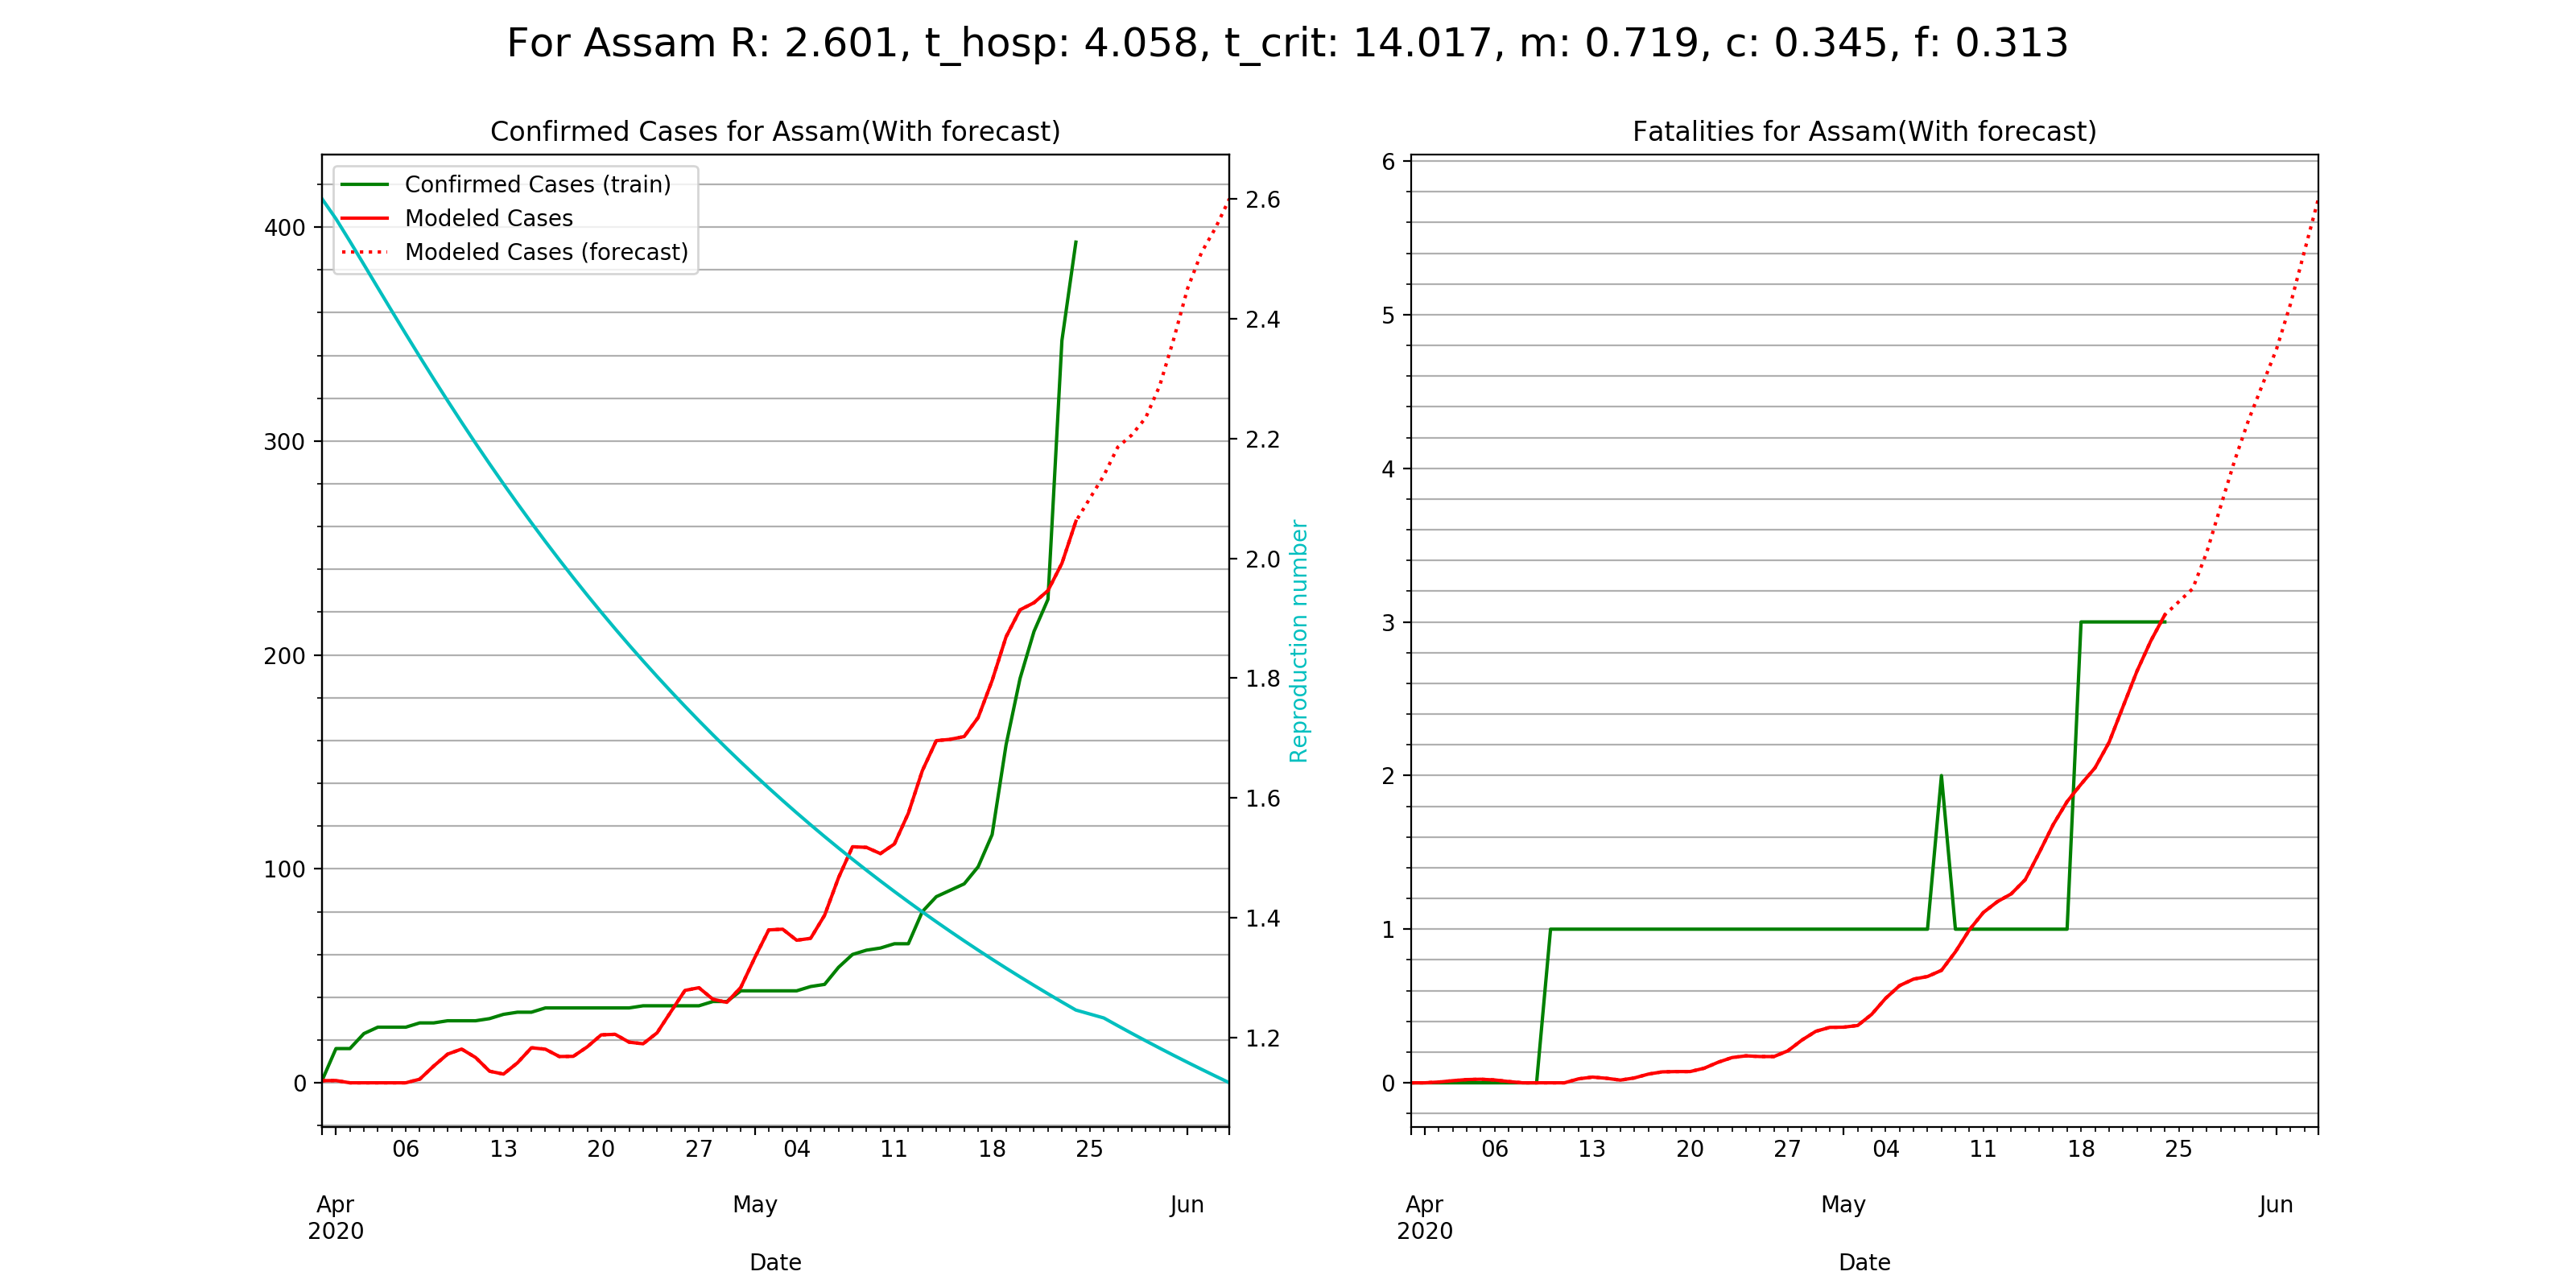 For Assam R: 2.601, t_hosp: 4.058, t_crit: 14.017, m: 0.719, c: 0.345, f: 0.313
Confirmed Cases for Assam(With forecast)
Confirmed Cases (train)
Modeled Cases
Modeled Cases (forecast)
400
300
200
100
0
2.6
2.4
2.2
2.0
1.8
1.6
1.4
1.2
Reproduction number
06 13 20 27 04 11 18 25
Apr May Jun
2020
Date
Fatalities for Assam(With forecast)
6
5
4
3
2
1
0
06 13 20 27 04 11 18 25
Apr May Jun
2020
Date